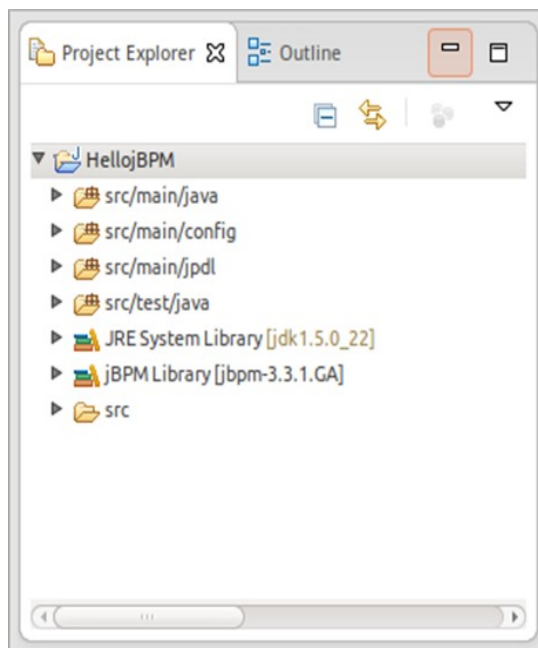 Project Explorer Outline
HellojBPM
src/main/java
src/main/config
src/main/jpdl
src/test/java
JRE System Library [jdk1.5.0_22]
jBPM Library [jbpm-3.3.1.GA]
src